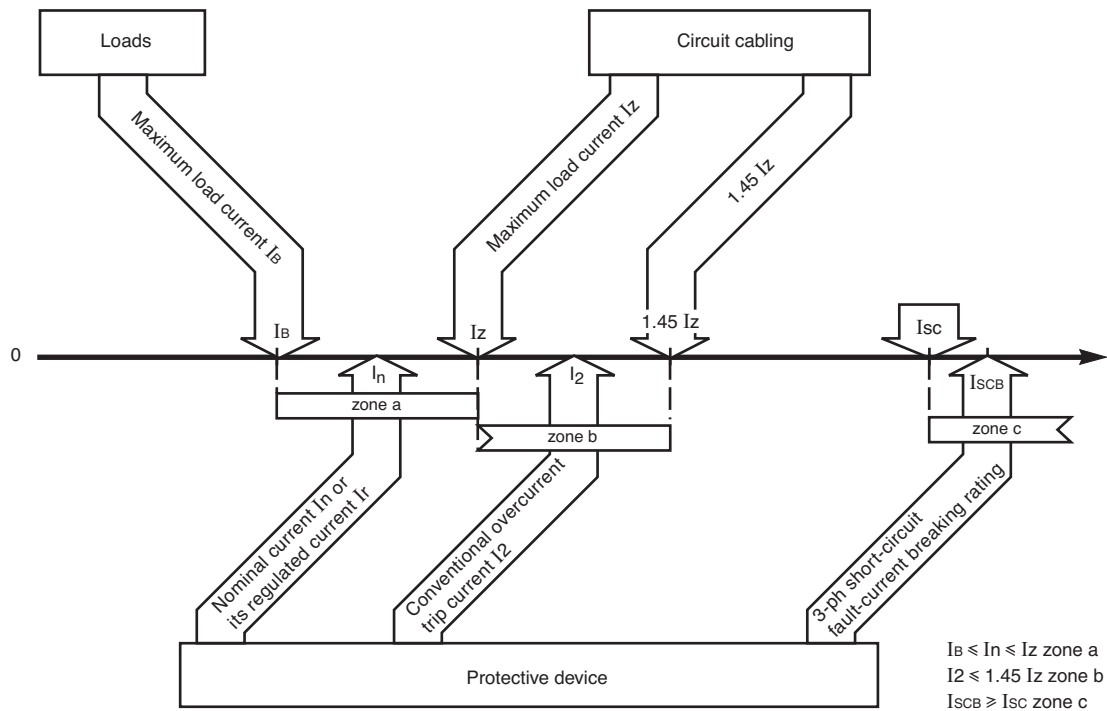 Loads
Circuit cabling
Maximum load current IB
Maximum load current Iz
1.45 Iz
0
IB
Iz
1.45 Iz
Isc
In
I2
ISCB
zone a
zone b
zone c
Nominal current In or
its regulated current Ir
Conventional overcurrent
trip current I2
3-ph short-circuit
fault-current breaking rating
Protective device
IB ⩽ In ⩽ Iz zone a
I2 ⩽ 1.45 Iz zone b
ISCB ⩾ ISC zone c